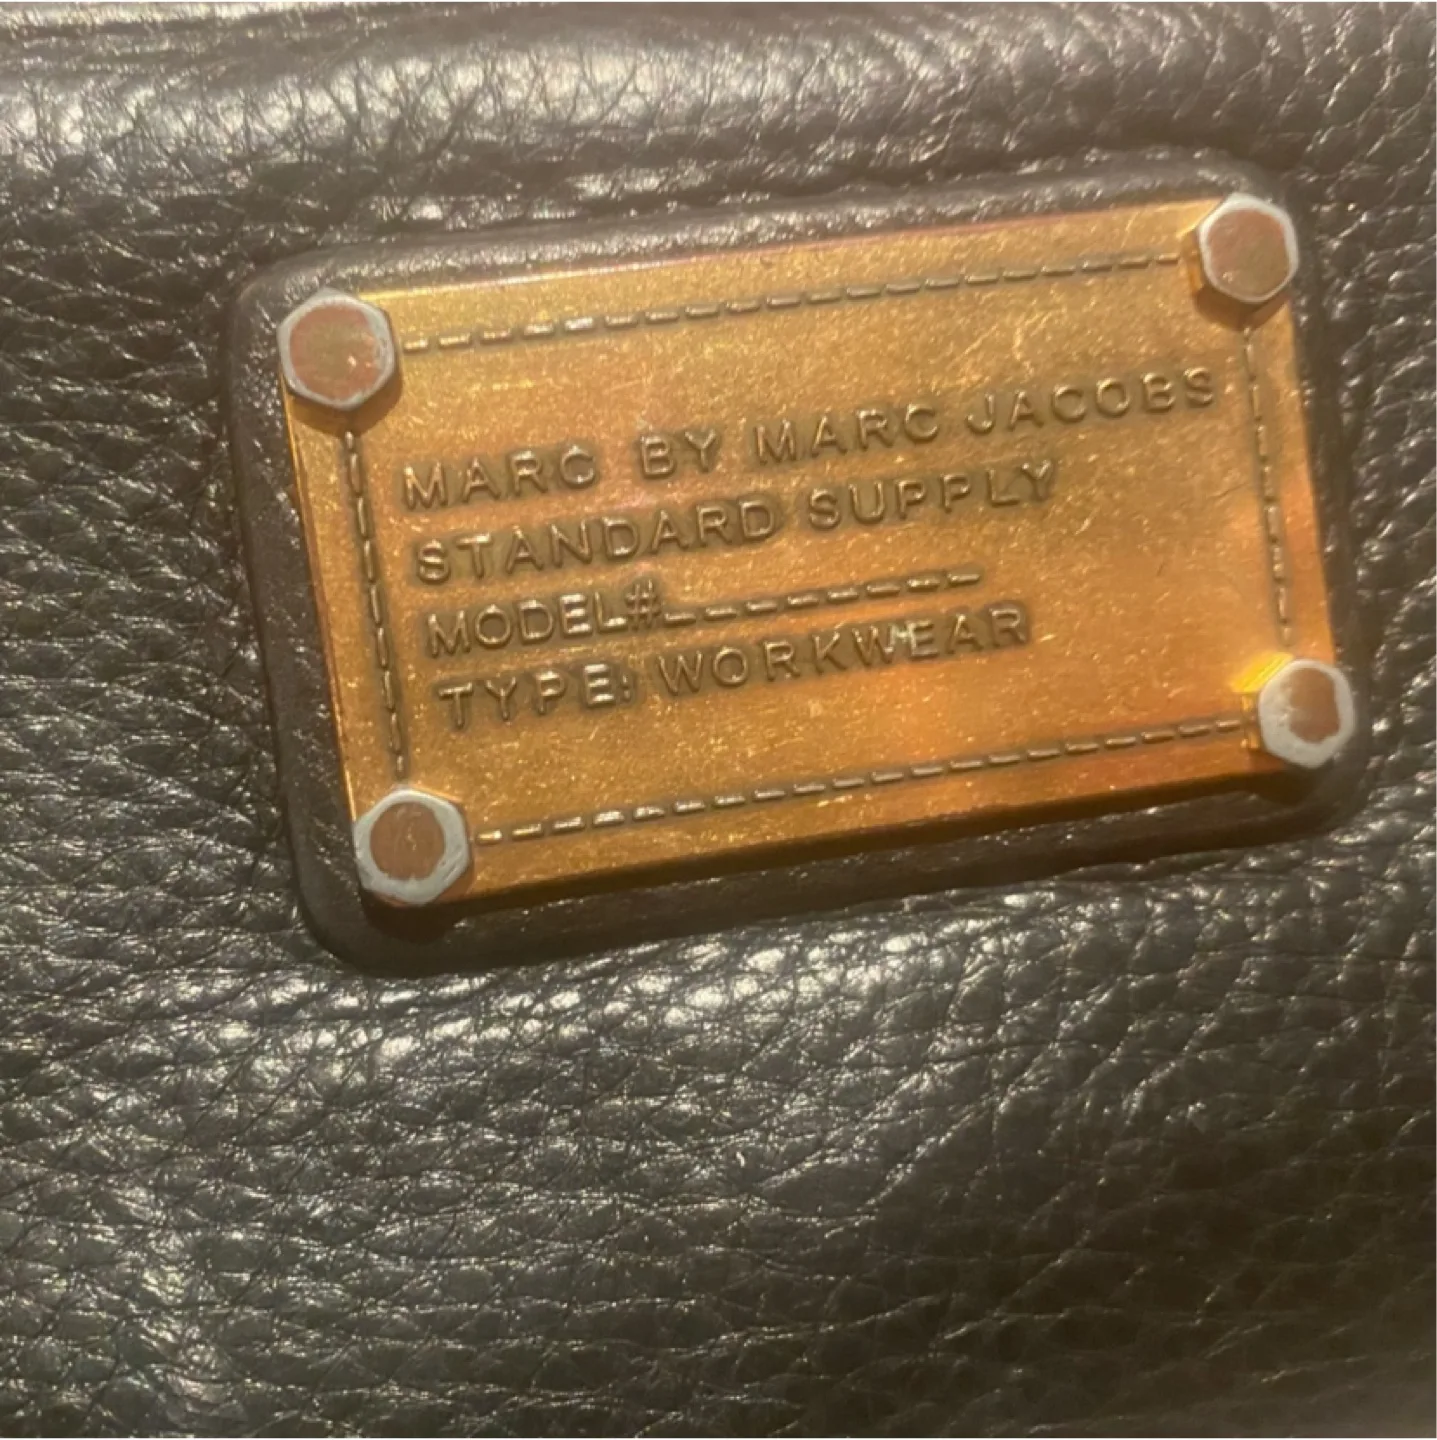 MARC BY MARC JACOBS
STANDARD SUPPLY
MODEL#_ _ _ _ _ _ _ _
TYPE: WORKWEAR